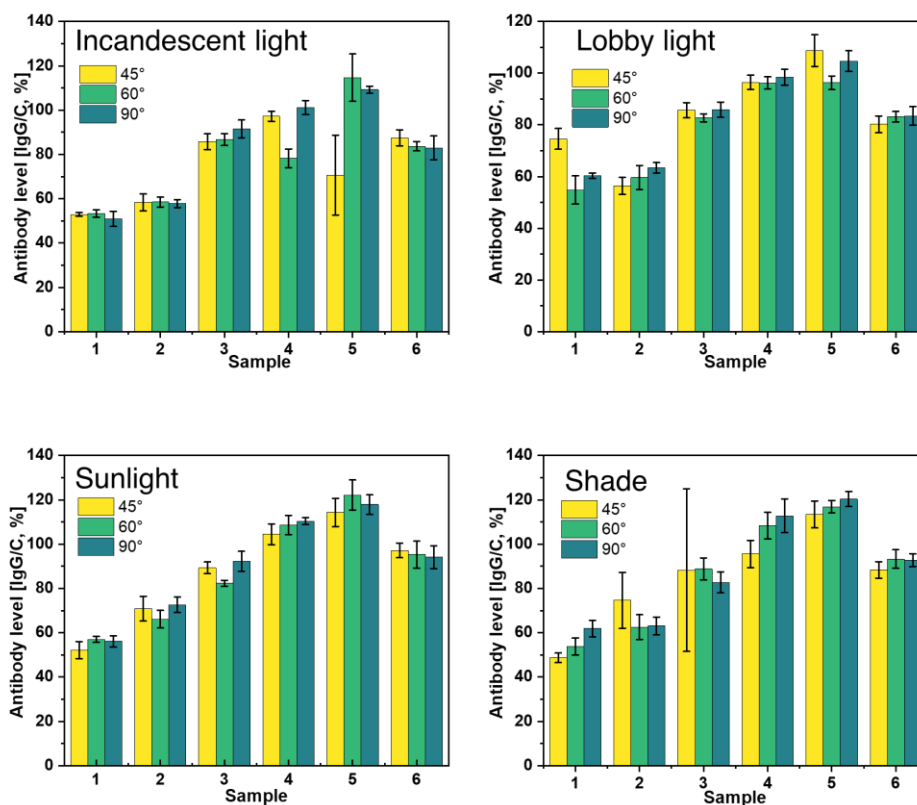 Incandescent light
45°
60°
90°
Antibody level [IgG/C, %]
140
120
100
80
60
40
20
0
1 2 3 4 5 6
Sample
Lobby light
45°
60°
90°
Antibody level [IgG/C, %]
120
100
80
60
40
20
0
1 2 3 4 5 6
Sample
Sunlight
45°
60°
90°
Antibody level [IgG/C, %]
140
120
100
80
60
40
20
0
1 2 3 4 5 6
Sample
Shade
45°
60°
90°
Antibody level [IgG/C, %]
140
120
100
80
60
40
20
0
1 2 3 4 5 6
Sample